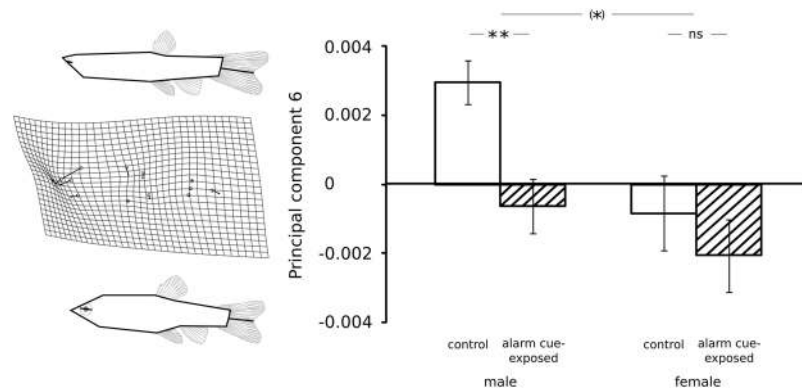 (*)
** ns
0.004
0.002
0
-0.002
-0.004
Principal component 6
control alarm cue- control alarm cue-
exposed exposed
male female